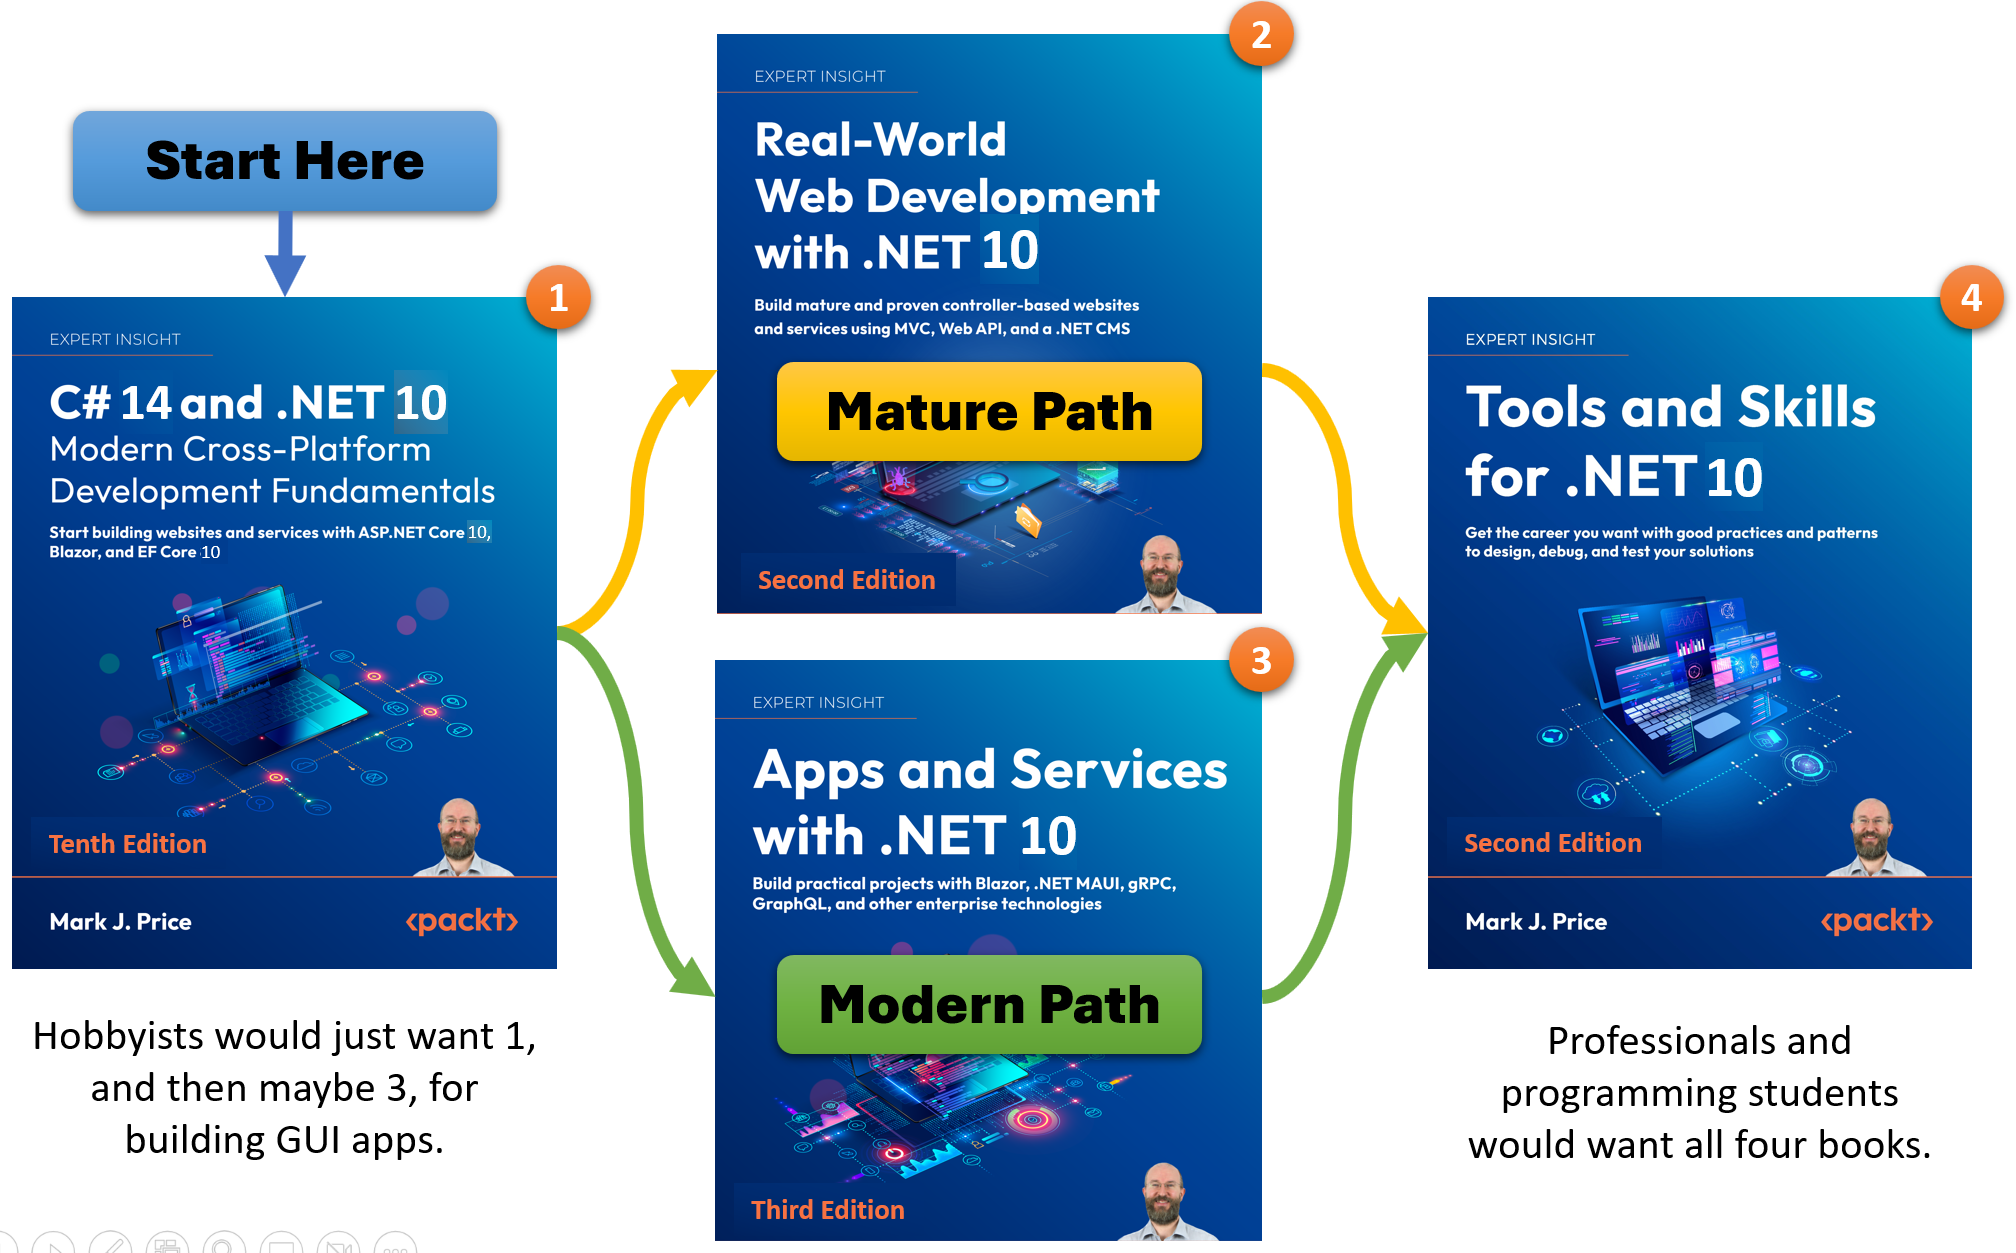 Start Here
1
EXPERT INSIGHT
C# 14 and .NET 10
Modern Cross-Platform
Development Fundamentals
Start building websites and services with ASP.NET Core 10,
Blazor, and EF Core 10
Tenth Edition
Mark J. Price
<packt>
Hobbyists would just want 1,
and then maybe 3, for
building GUI apps.
2
EXPERT INSIGHT
Real-World
Web Development
with .NET 10
Build mature and proven controller-based websites
and services using MVC, Web API, and a .NET CMS
Mature Path
Second Edition
3
EXPERT INSIGHT
Apps and Services
with .NET 10
Build practical projects with Blazor, .NET MAUI, gRPC,
GraphQL, and other enterprise technologies
Modern Path
Third Edition
4
EXPERT INSIGHT
Tools and Skills
for .NET 10
Get the career you want with good practices and patterns
to design, debug, and test your solutions
Second Edition
Mark J. Price
<packt>
Professionals and
programming students
would want all four books.